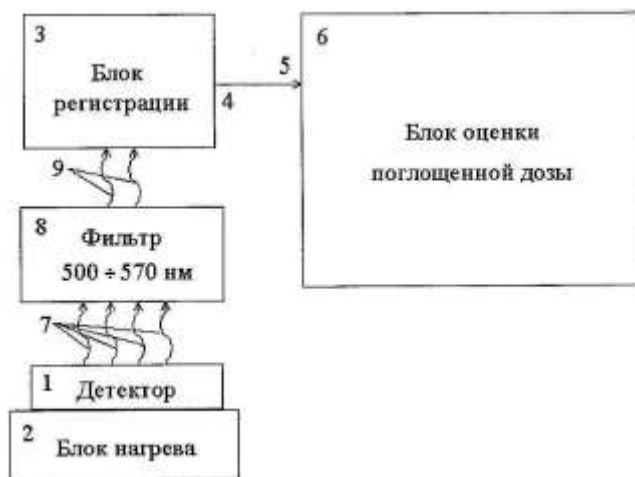 3
Блок
регистрации
4
5
6
Блок оценки
поглощенной дозы
9
8
Фильтр
500 ÷ 570 нм
7
1
Детектор
2
Блок нагрева